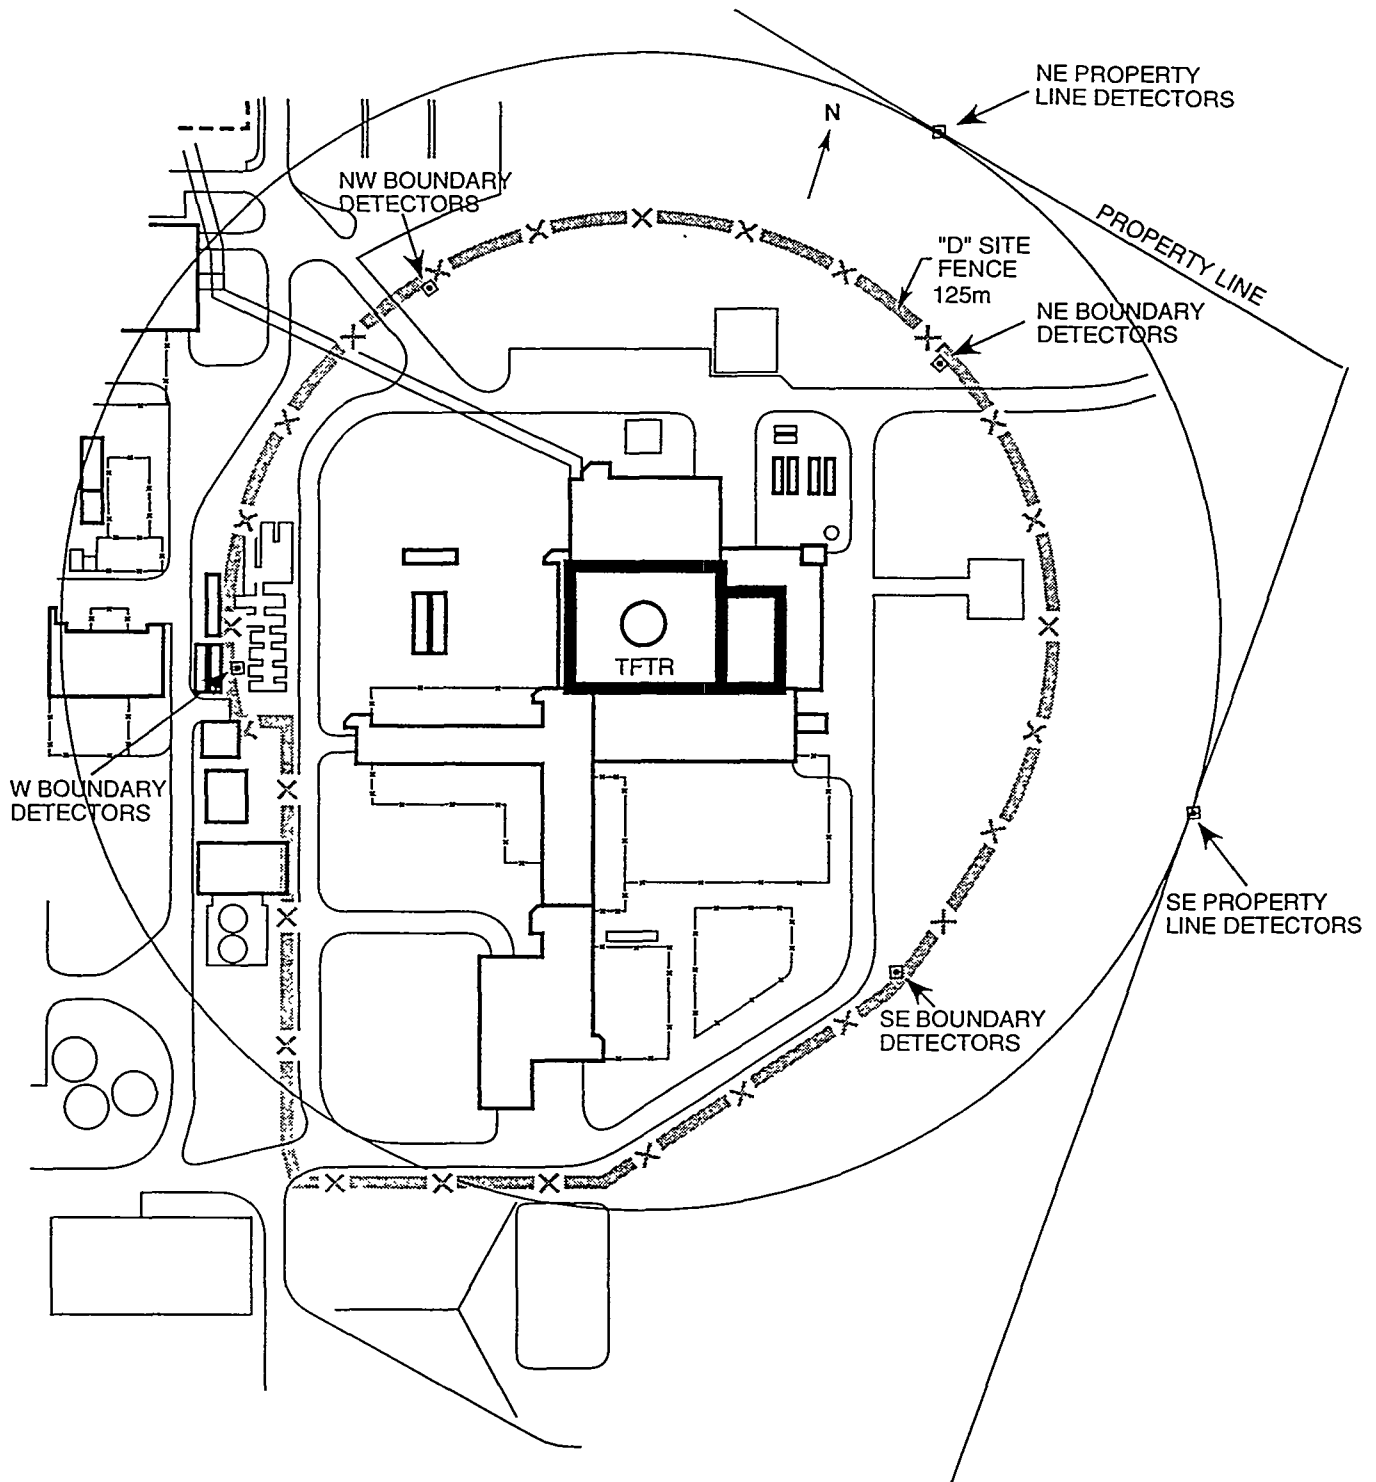 NE PROPERTY
LINE DETECTORS
N
NW BOUNDARY
DETECTORS
PROPERTY LINE
"D" SITE
FENCE
125m
NE BOUNDARY
DETECTORS
TFTR
W BOUNDARY
DETECTORS
SE PROPERTY
LINE DETECTORS
SE BOUNDARY
DETECTORS